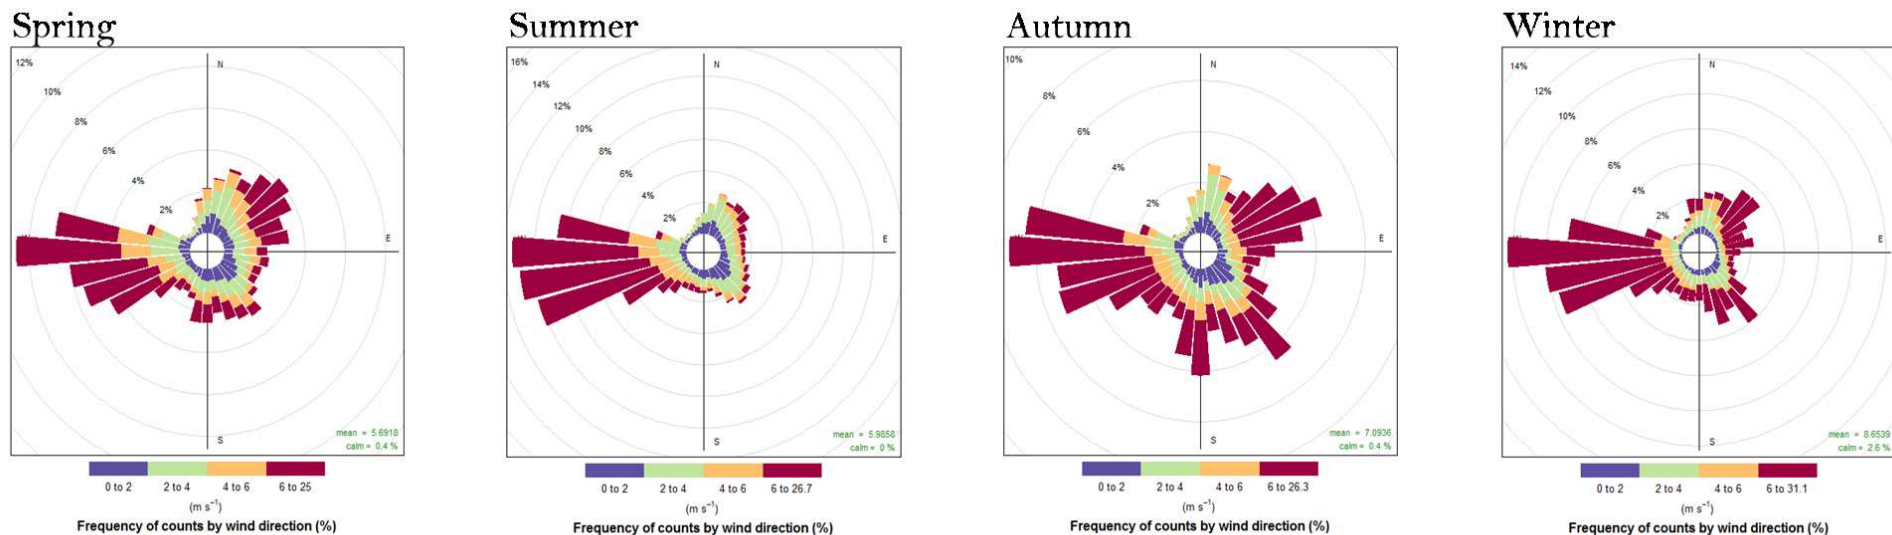 Spring
12%
10%
8%
6%
4%
2%
N
E
S
mean = 5.6918
calm = 0.4 %
0 to 2
2 to 4
4 to 6
6 to 25
(m s⁻¹)
Frequency of counts by wind direction (%)
Summer
16%
14%
12%
10%
8%
6%
4%
2%
N
E
S
mean = 5.9858
calm = 0 %
0 to 2
2 to 4
4 to 6
6 to 26.7
(m s⁻¹)
Frequency of counts by wind direction (%)
Autumn
10%
8%
6%
4%
2%
N
E
S
mean = 7.0936
calm = 0.4 %
0 to 2
2 to 4
4 to 6
6 to 26.3
(m s⁻¹)
Frequency of counts by wind direction (%)
Winter
14%
12%
10%
8%
6%
4%
2%
N
E
S
mean = 8.6539
calm = 2.6 %
0 to 2
2 to 4
4 to 6
6 to 31.1
(m s⁻¹)
Frequency of counts by wind direction (%)